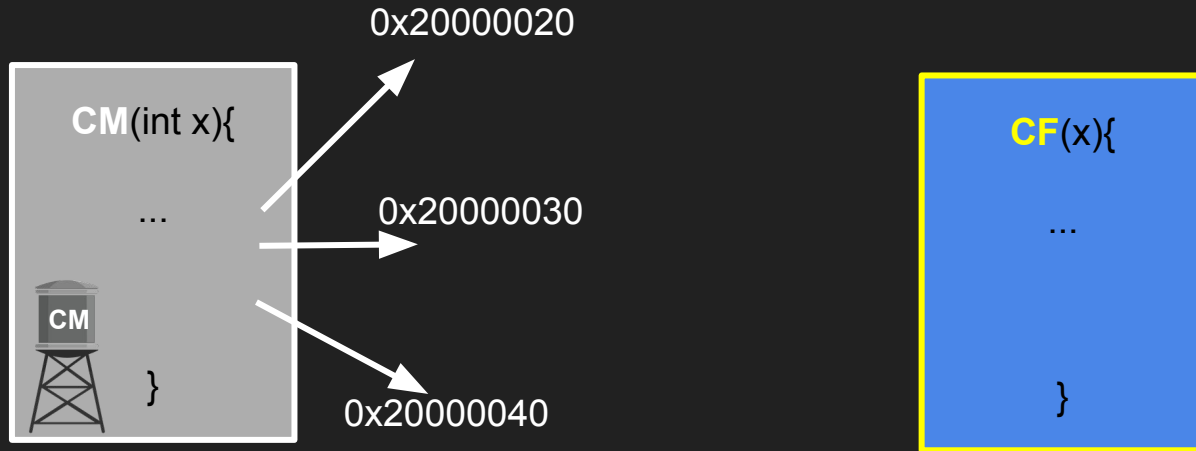 0x20000020
CM(int x){
...
CM
}
0x20000030
0x20000040
CF(x){
...
}